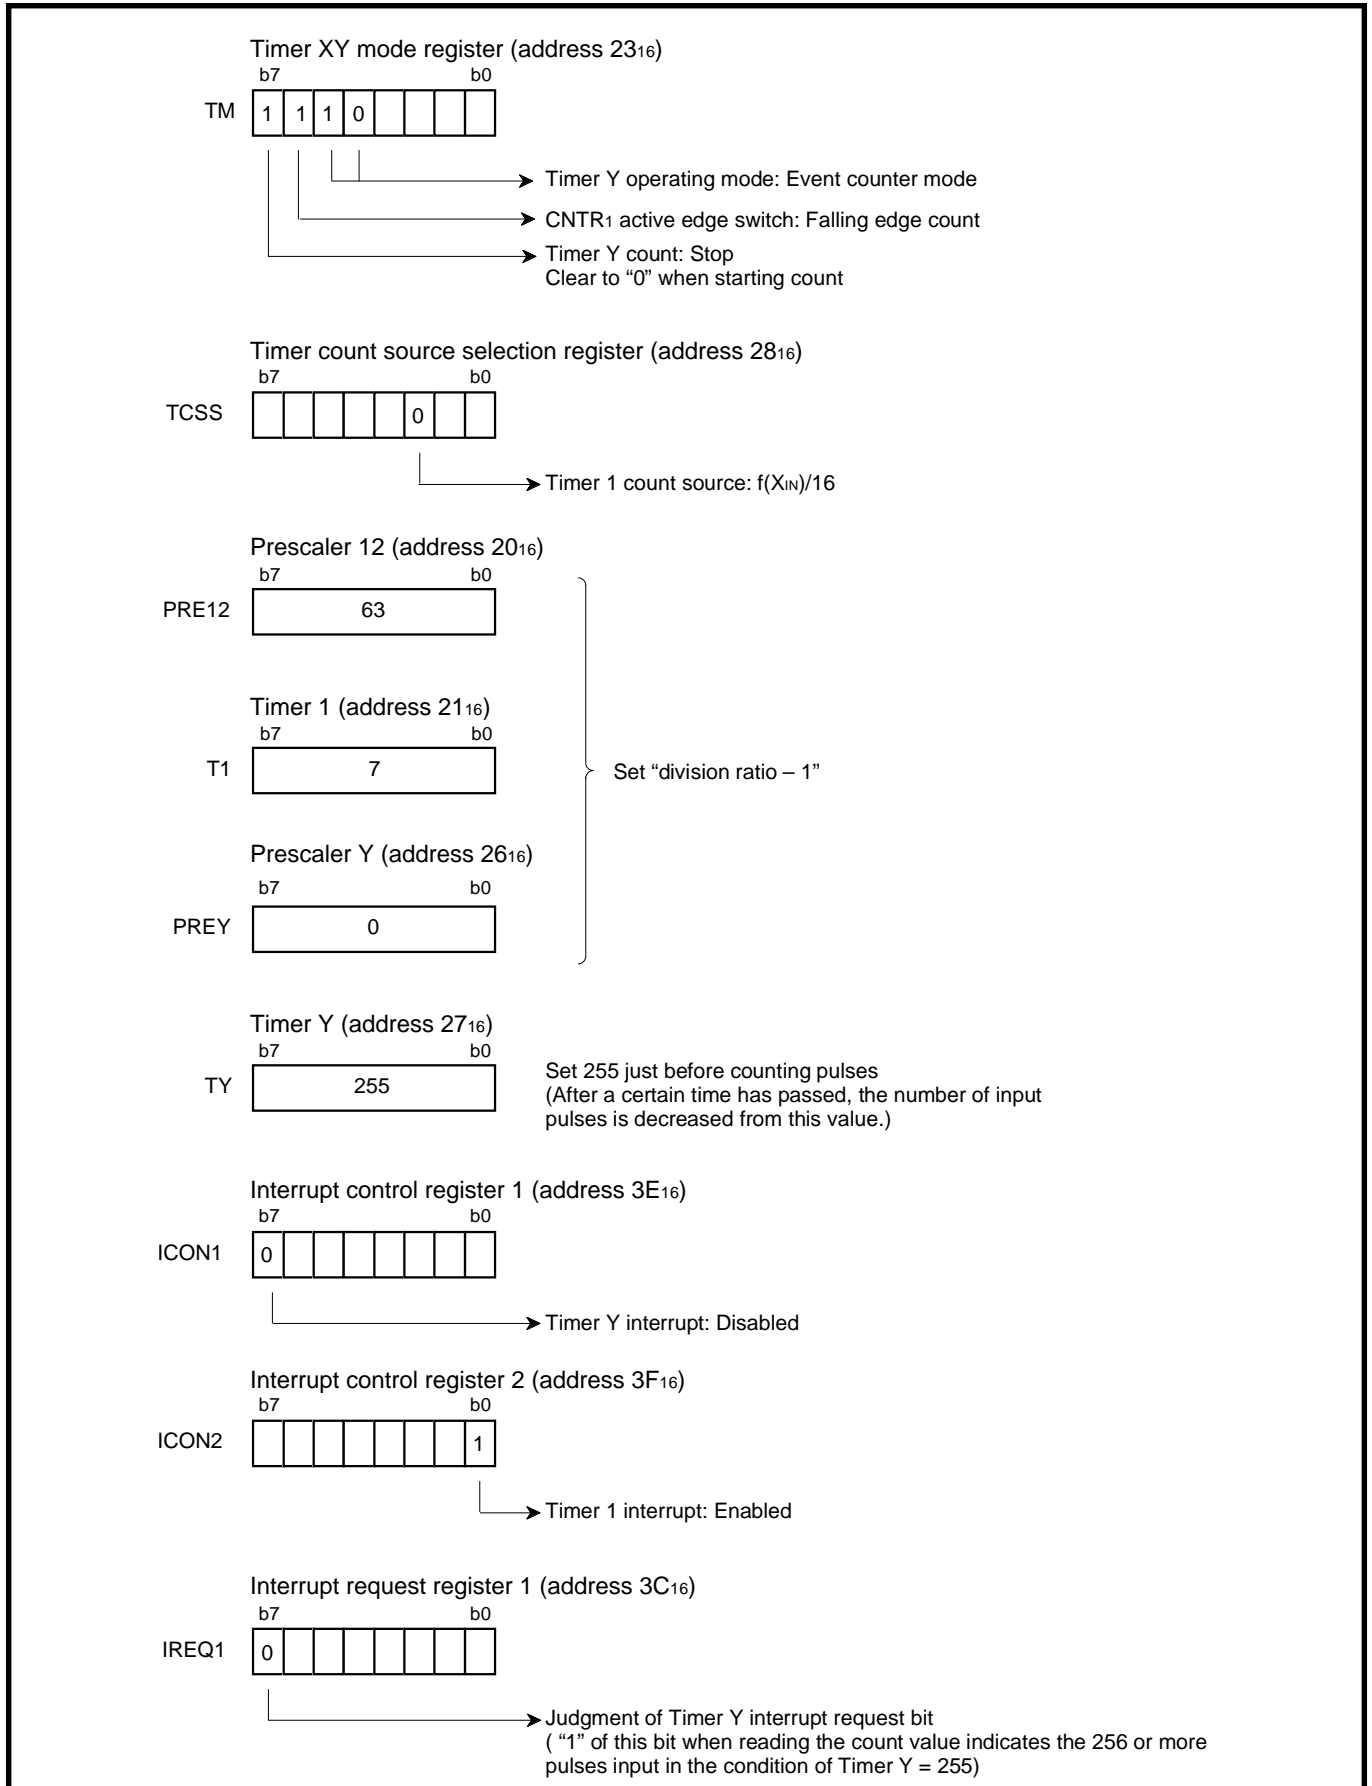 Timer XY mode register (address 2316)
b7 b0
TM 1 1 1 0
Timer Y operating mode: Event counter mode
CNTR1 active edge switch: Falling edge count
Timer Y count: Stop
Clear to “0” when starting count
Timer count source selection register (address 2816)
b7 b0
TCSS 0
Timer 1 count source: f(XIN)/16
Prescaler 12 (address 2016)
b7 b0
PRE12 63
Timer 1 (address 2116)
b7 b0
T1 7
Set “division ratio – 1”
Prescaler Y (address 2616)
b7 b0
PREY 0
Timer Y (address 2716)
b7 b0
TY 255
Set 255 just before counting pulses
(After a certain time has passed, the number of input
pulses is decreased from this value.)
Interrupt control register 1 (address 3E16)
b7 b0
ICON1 0
Timer Y interrupt: Disabled
Interrupt control register 2 (address 3F16)
b7 b0
ICON2 1
Timer 1 interrupt: Enabled
Interrupt request register 1 (address 3C16)
b7 b0
IREQ1 0
Judgment of Timer Y interrupt request bit
( “1” of this bit when reading the count value indicates the 256 or more
pulses input in the condition of Timer Y = 255)